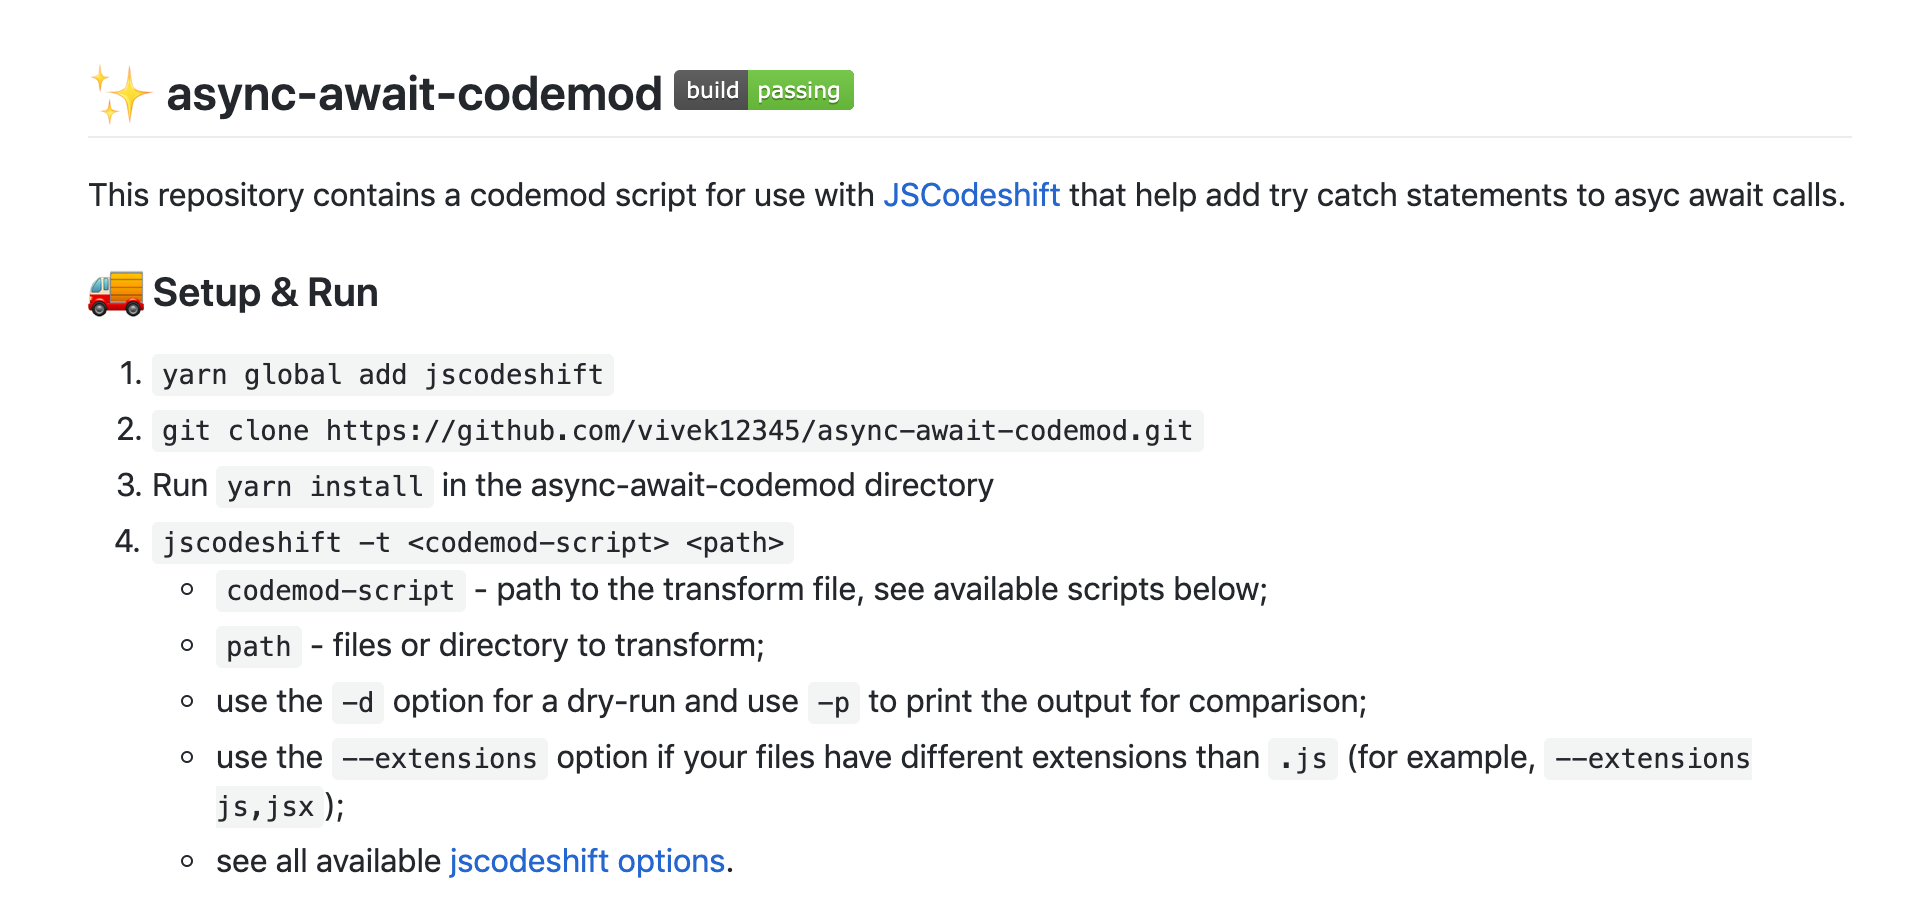 ✨ async-await-codemod build passing
This repository contains a codemod script for use with JSCodeshift that help add try catch statements to asyc await calls.
🚚 Setup & Run
1. yarn global add jscodeshift
2. git clone https://github.com/vivek12345/async-await-codemod.git
3. Run yarn install in the async-await-codemod directory
4. jscodeshift -t <codemod-script> <path>
codemod-script - path to the transform file, see available scripts below;
path - files or directory to transform;
use the -d option for a dry-run and use -p to print the output for comparison;
use the --extensions option if your files have different extensions than .js (for example, --extensions
js,jsx );
see all available jscodeshift options.